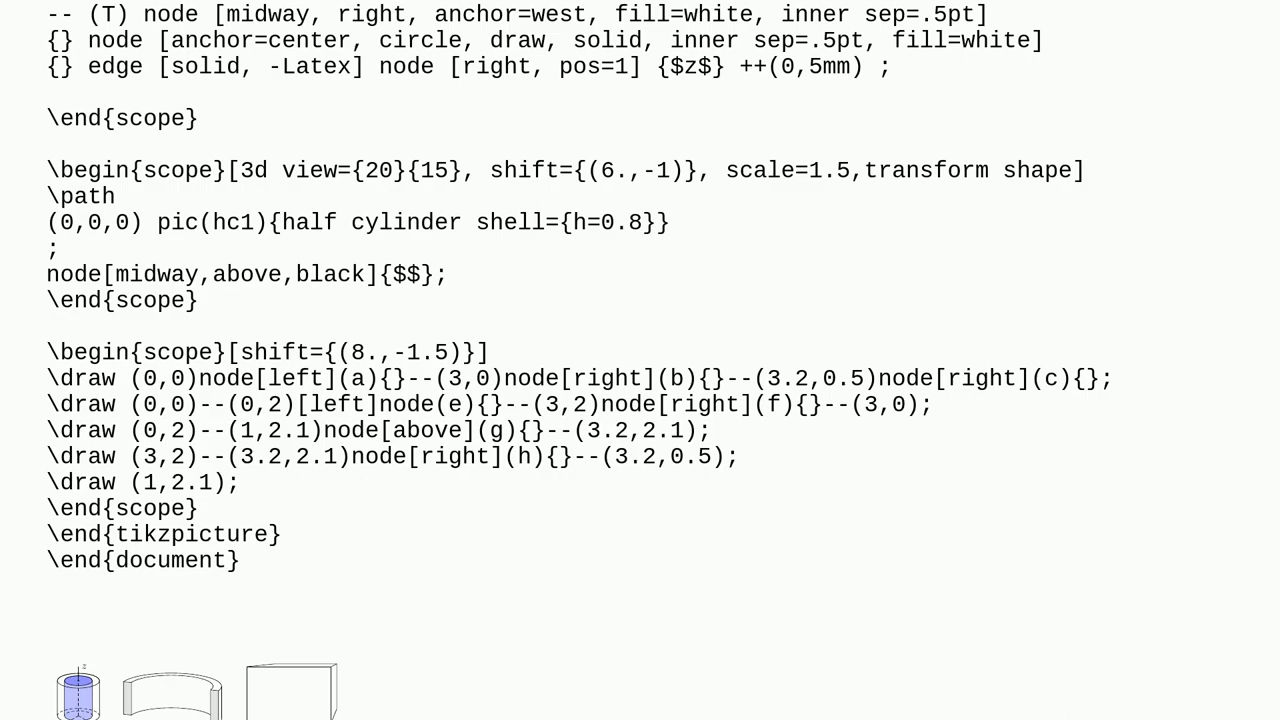 -- (T) node [midway, right, anchor=west, fill=white, inner sep=.5pt]
{} node [anchor=center, circle, draw, solid, inner sep=.5pt, fill=white]
{} edge [solid, -Latex] node [right, pos=1] {$z$} ++(0,5mm) ;
\end{scope}
\begin{scope}[3d view={20}{15}, shift={(6.,-1)}, scale=1.5,transform shape]
\path
(0,0,0) pic(hc1){half cylinder shell={h=0.8}}
;
node[midway,above,black]{$$};
\end{scope}
\begin{scope}[shift={(8.,-1.5)}]
\draw (0,0)node[left](a){}--(3,0)node[right](b){}--(3.2,0.5)node[right](c){};
\draw (0,0)--(0,2)[left]node(e){}--(3,2)node[right](f){}--(3,0);
\draw (0,2)--(1,2.1)node[above](g){}--(3.2,2.1);
\draw (3,2)--(3.2,2.1)node[right](h){}--(3.2,0.5);
\draw (1,2.1);
\end{scope}
\end{tikzpicture}
\end{document}
z